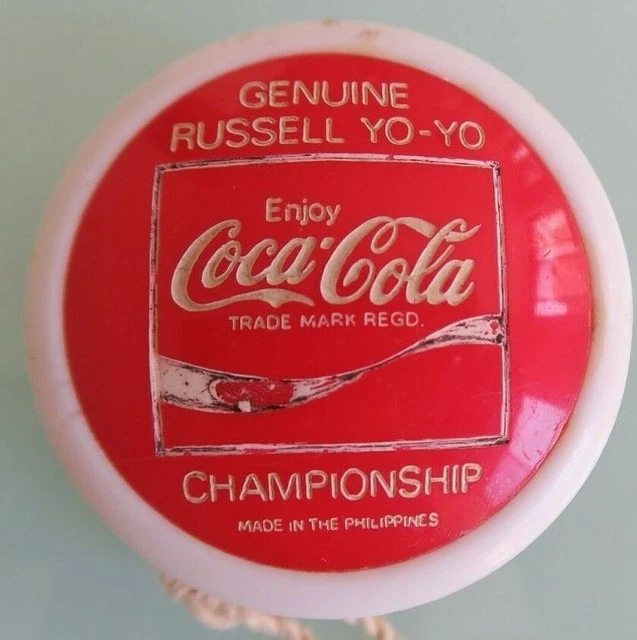 GENUINE
RUSSELL YO-YO
Enjoy
Coca-Cola
TRADE MARK REGD.
CHAMPIONSHIP
MADE IN THE PHILIPPINES